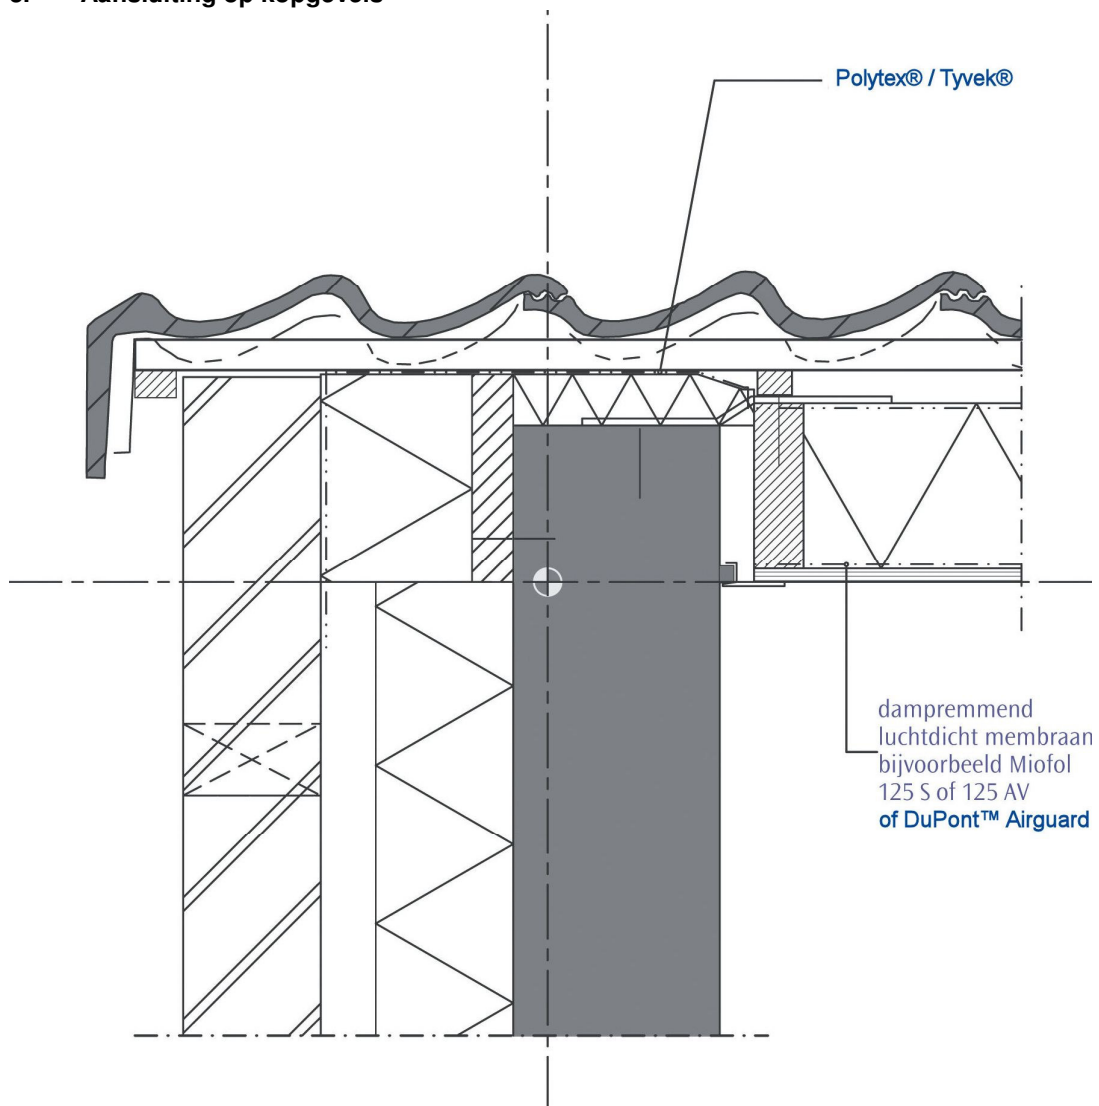 Aansluiting op kopgevels
Polytex® / Tyvek®
dampremmend
luchtdicht membraan
bijvoorbeeld Miofol
125 S of 125 AV
of DuPont™ Airguard